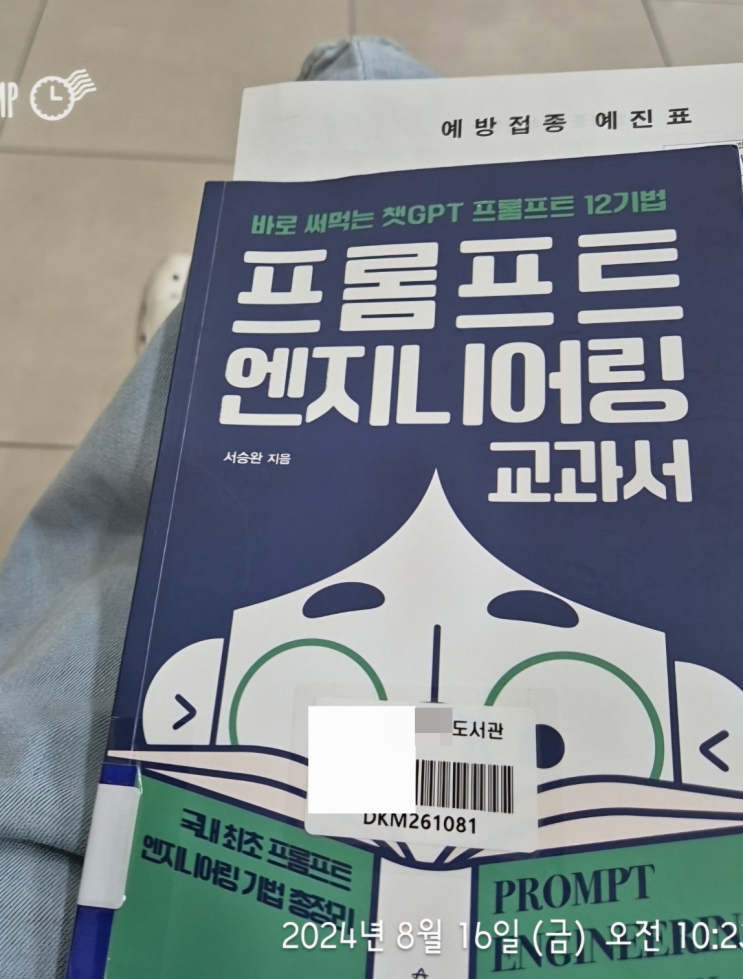 예방접종 예진표
바로 써먹는 챗GPT 프롬프트 12기법
프롬프트
엔지니어링
교과서
서승완 지음
도서관
DKM261081
국내 최초 프롬프트
엔지니어링 기법 총정리
PROMPT
2024년 8월 16일 (금) 오전 10:23